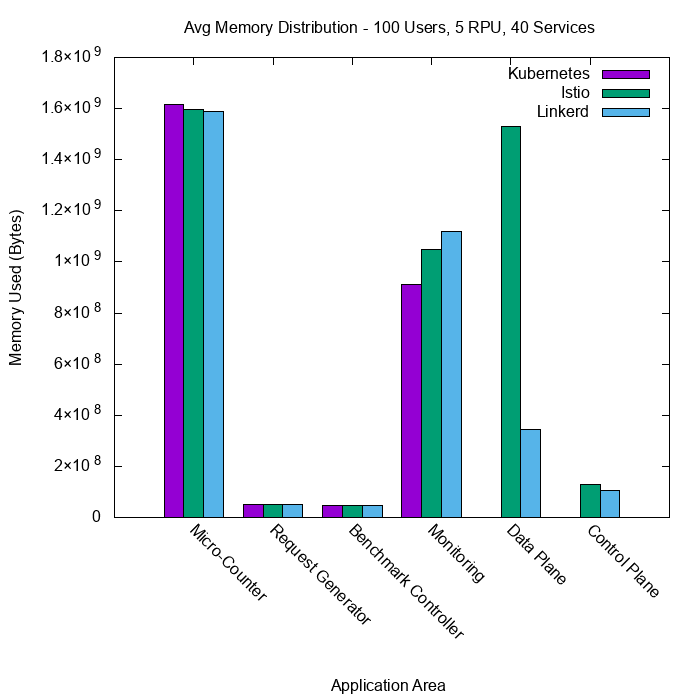 Avg Memory Distribution - 100 Users, 5 RPU, 40 Services
Kubernetes
Istio
Linkerd
1.8×10⁹
1.6×10⁹
1.4×10⁹
1.2×10⁹
1×10⁹
8×10⁸
6×10⁸
4×10⁸
2×10⁸
0
Memory Used (Bytes)
Micro-Counter
Request Generator
Benchmark Controller
Monitoring
Data Plane
Control Plane
Application Area